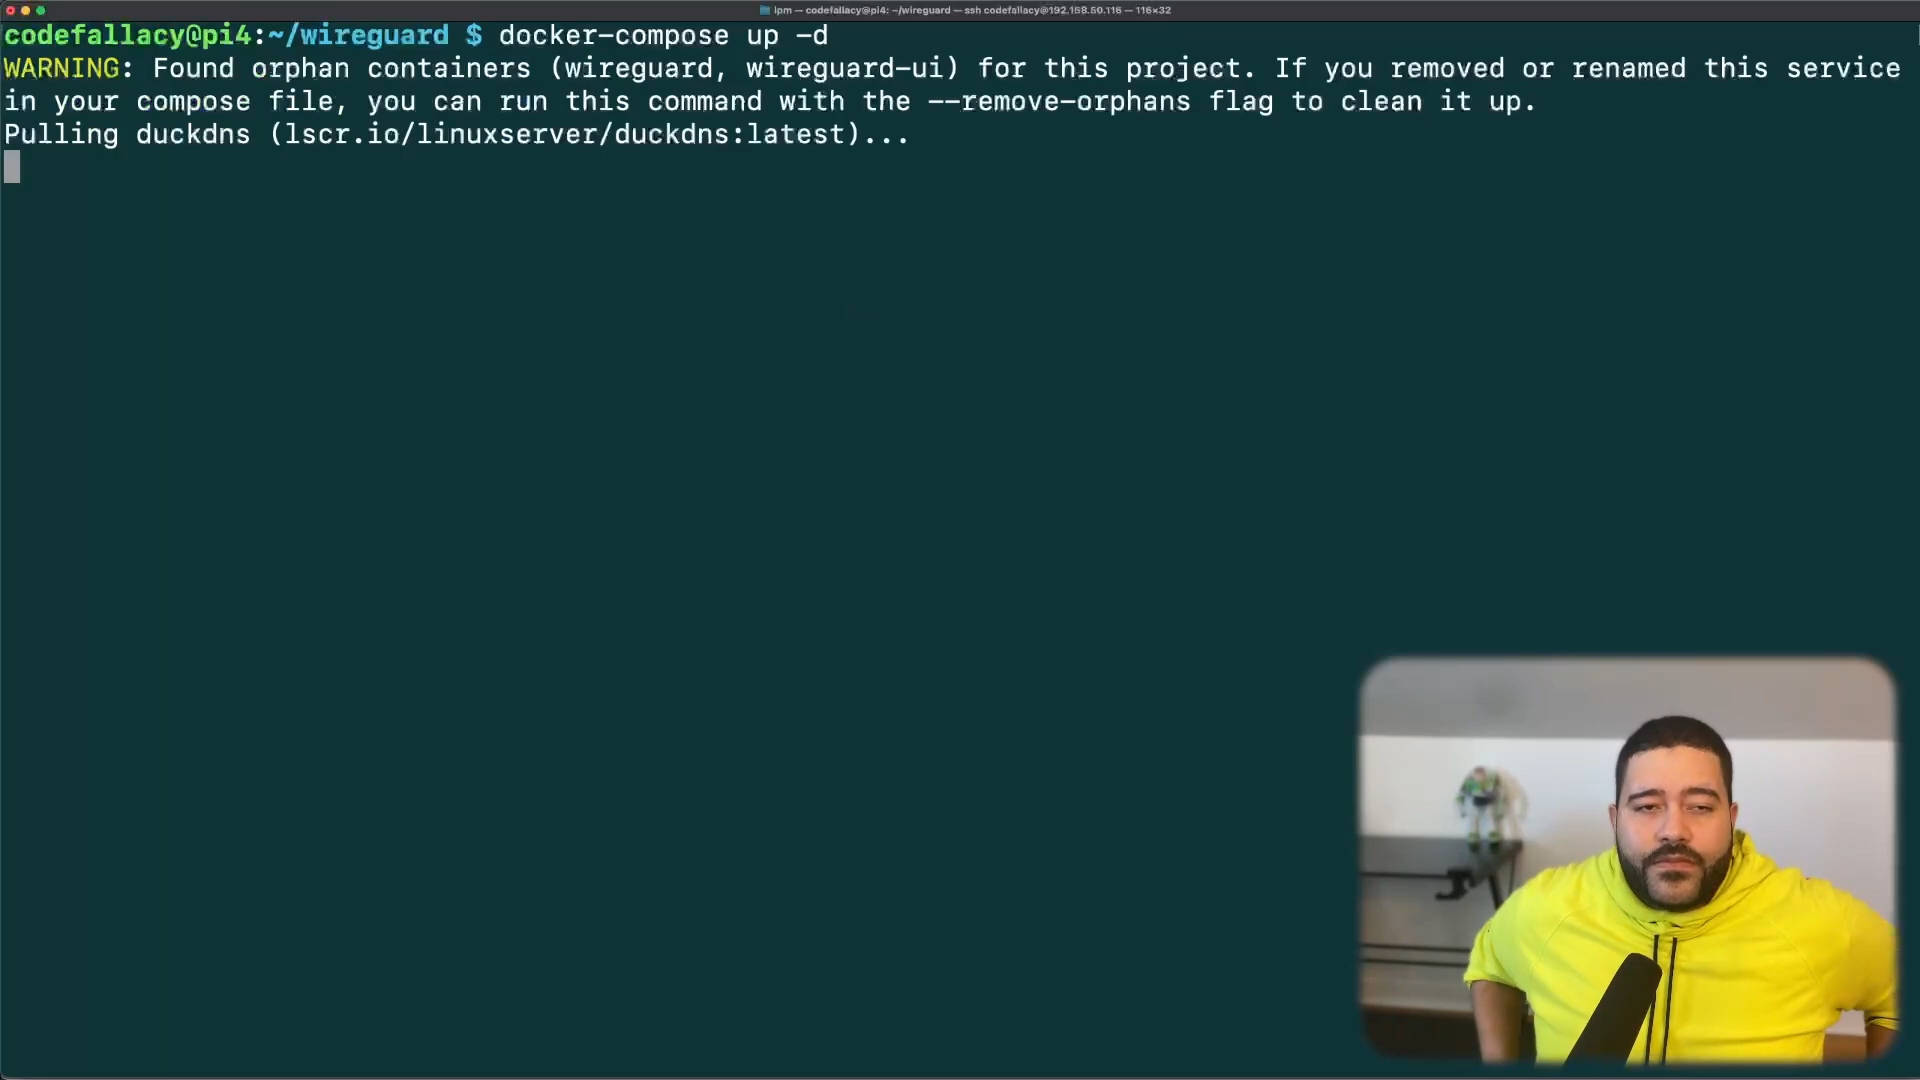 lpm — codefallacy@pi4: ~/wireguard — ssh codefallacy@192.168.50.116 — 116×32
codefallacy@pi4:~/wireguard $ docker-compose up -d
WARNING: Found orphan containers (wireguard, wireguard-ui) for this project. If you removed or renamed this service
in your compose file, you can run this command with the --remove-orphans flag to clean it up.
Pulling duckdns (lscr.io/linuxserver/duckdns:latest)...